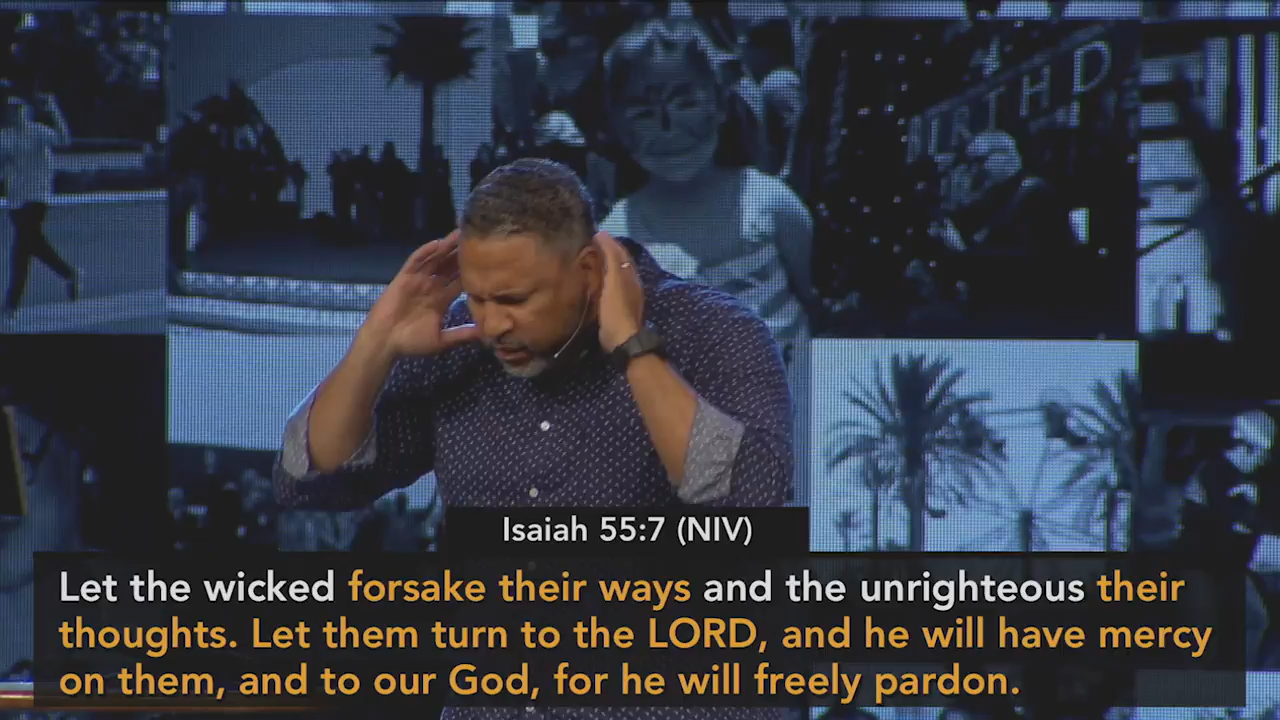 BIRTHD
Isaiah 55:7 (NIV)
Let the wicked forsake their ways and the unrighteous their
thoughts. Let them turn to the LORD, and he will have mercy
on them, and to our God, for he will freely pardon.